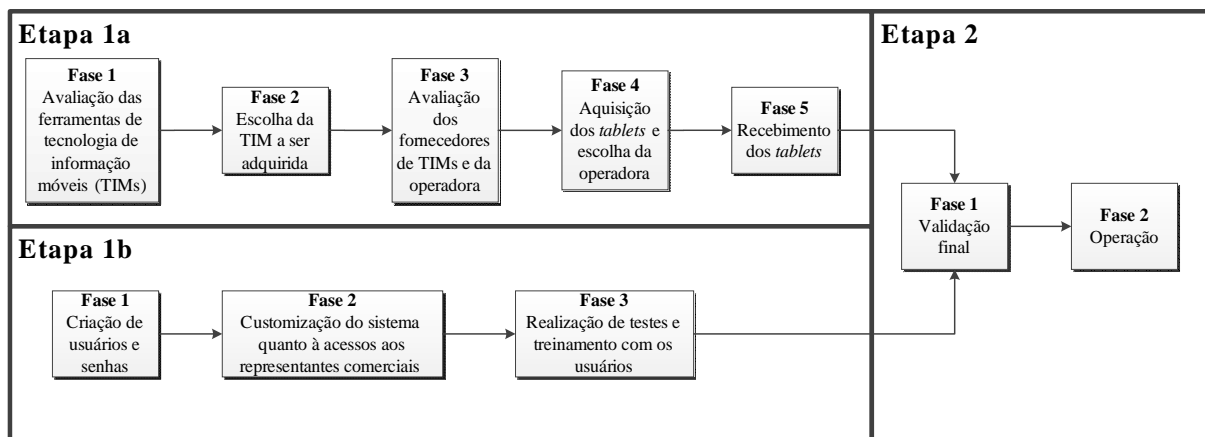 Etapa 1a
Fase 1
Avaliação das
ferramentas de
tecnologia de
informação
móveis (TIMs)
Fase 2
Escolha da
TIM a ser
adquirida
Fase 3
Avaliação
dos
fornecedores
de TIMs e da
operadora
Fase 4
Aquisição
dos tablets e
escolha da
operadora
Fase 5
Recebimento
dos tablets
Etapa 1b
Fase 1
Criação de
usuários e
senhas
Fase 2
Customização do sistema
quanto à acessos aos
representantes comerciais
Fase 3
Realização de testes e
treinamento com os
usuários
Etapa 2
Fase 1
Validação
final
Fase 2
Operação